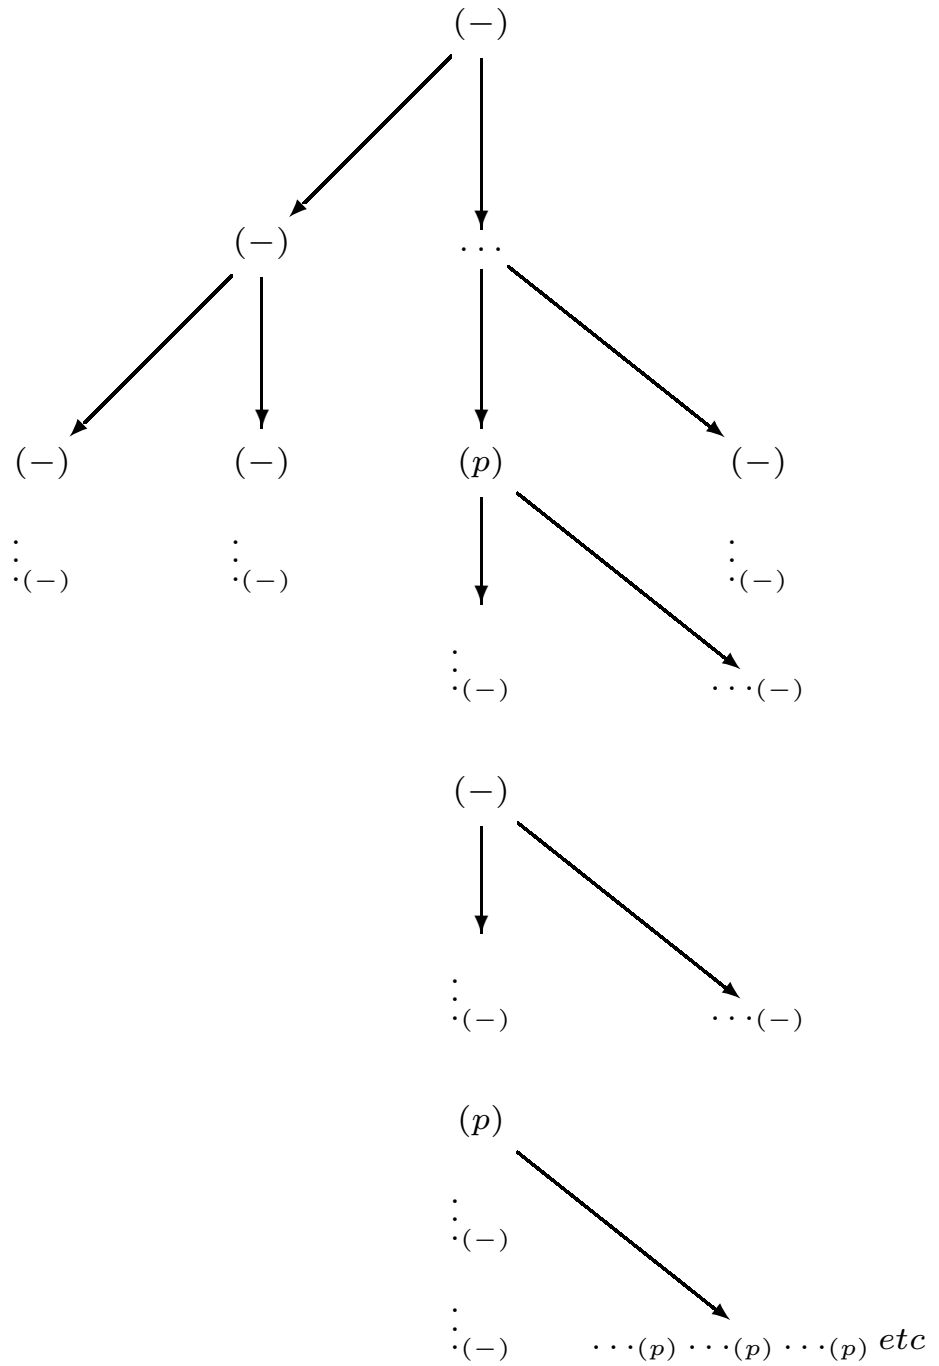 (−)
(−) ···
(−) (−) (p) (−)
⋮(−) ⋮(−) ⋮(−)
⋮(−) ···(−)
(−)
⋮(−) ···(−)
(p)
⋮(−)
⋮(−) ···(p) ···(p) ···(p) etc